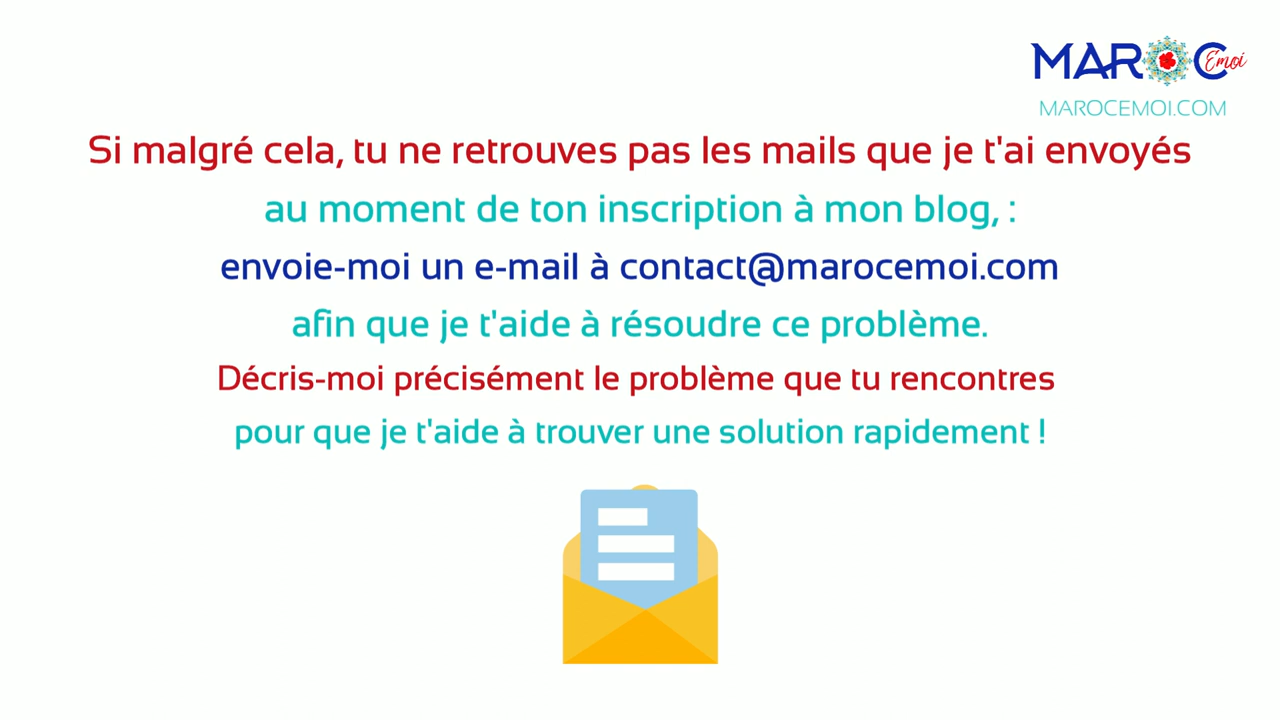 MAROC Émoi
MAROCEMOI.COM
Si malgré cela, tu ne retrouves pas les mails que je t'ai envoyés
au moment de ton inscription à mon blog, :
envoie-moi un e-mail à contact@marocemoi.com
afin que je t'aide à résoudre ce problème.
Décris-moi précisément le problème que tu rencontres
pour que je t'aide à trouver une solution rapidement !